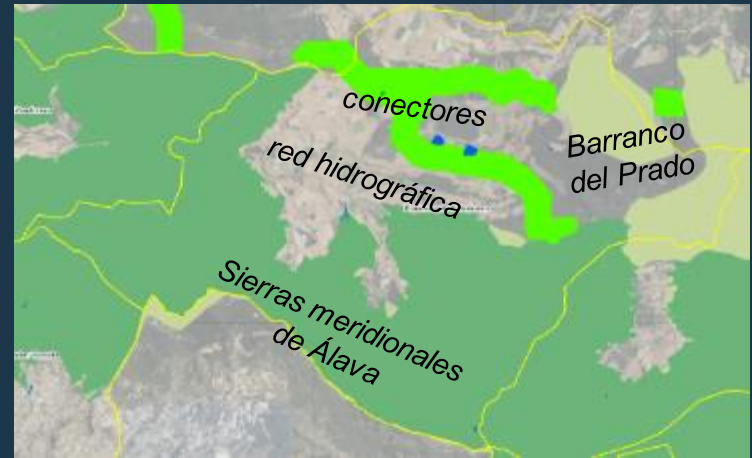 conectores
Barranco
del Prado
red hidrográfica
Sierras meridionales
de Álava